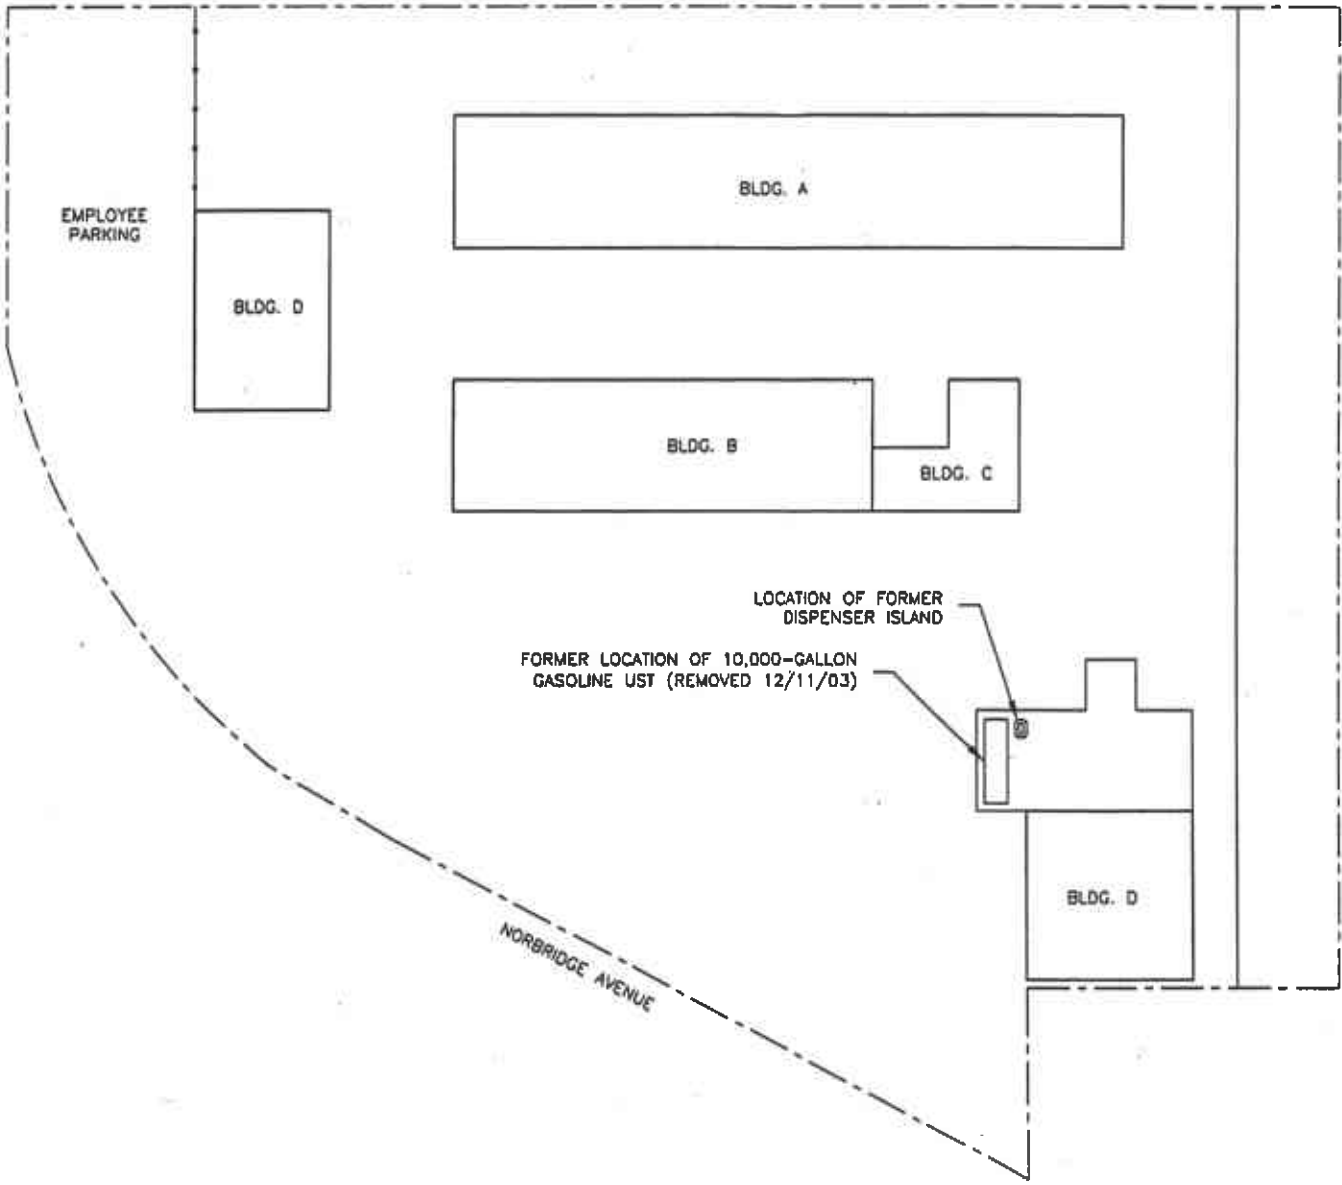 BLDG. A
EMPLOYEE
PARKING
BLDG. D
BLDG. B
BLDG. C
LOCATION OF FORMER
DISPENSER ISLAND
FORMER LOCATION OF 10,000-GALLON
GASOLINE UST (REMOVED 12/11/03)
BLDG. D
NORBRIDGE AVENUE